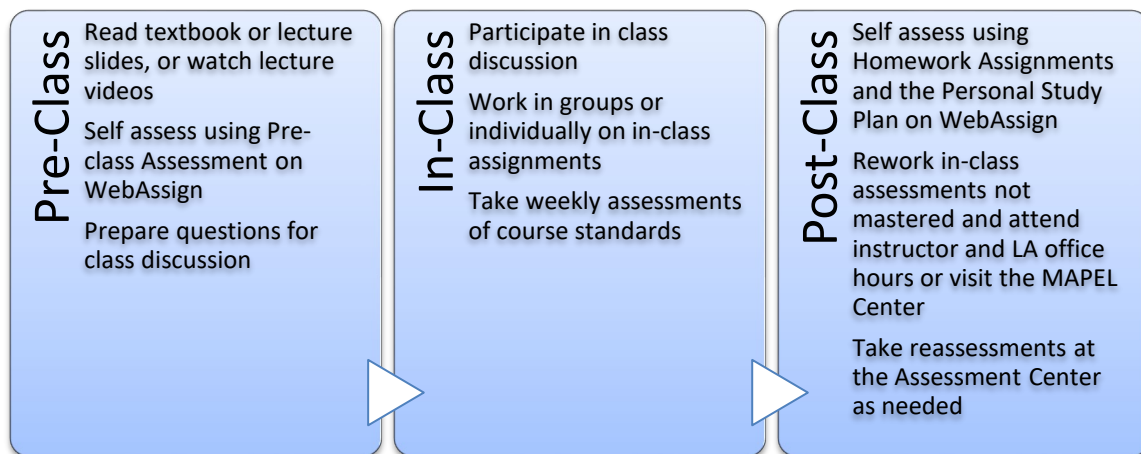 Pre-Class
Read textbook or lecture
slides, or watch lecture
videos
Self assess using Pre-
class Assessment on
WebAssign
Prepare questions for
class discussion
In-Class
Participate in class
discussion
Work in groups or
individually on in-class
assignments
Take weekly assessments
of course standards
Post-Class
Self assess using
Homework Assignments
and the Personal Study
Plan on WebAssign
Rework in-class
assessments not
mastered and attend
instructor and LA office
hours or visit the MAPEL
Center
Take reassessments at
the Assessment Center
as needed